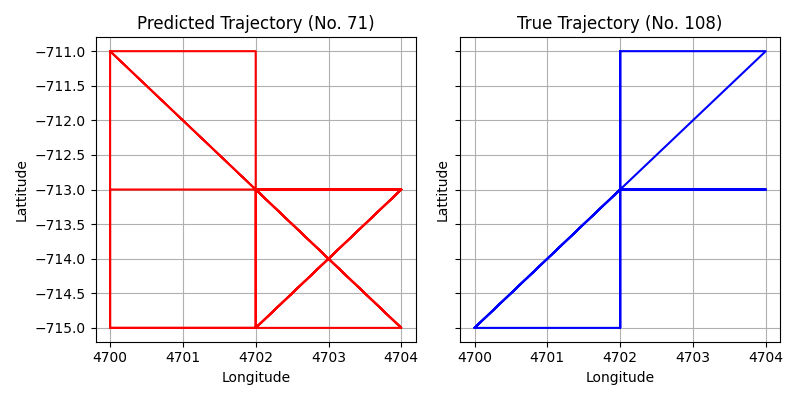 Predicted Trajectory (No. 71)
−711.0
−711.5
−712.0
−712.5
−713.0
−713.5
−714.0
−714.5
−715.0
Lattitude
4700 4701 4702 4703 4704
Longitude
True Trajectory (No. 108)
Lattitude
4700 4701 4702 4703 4704
Longitude